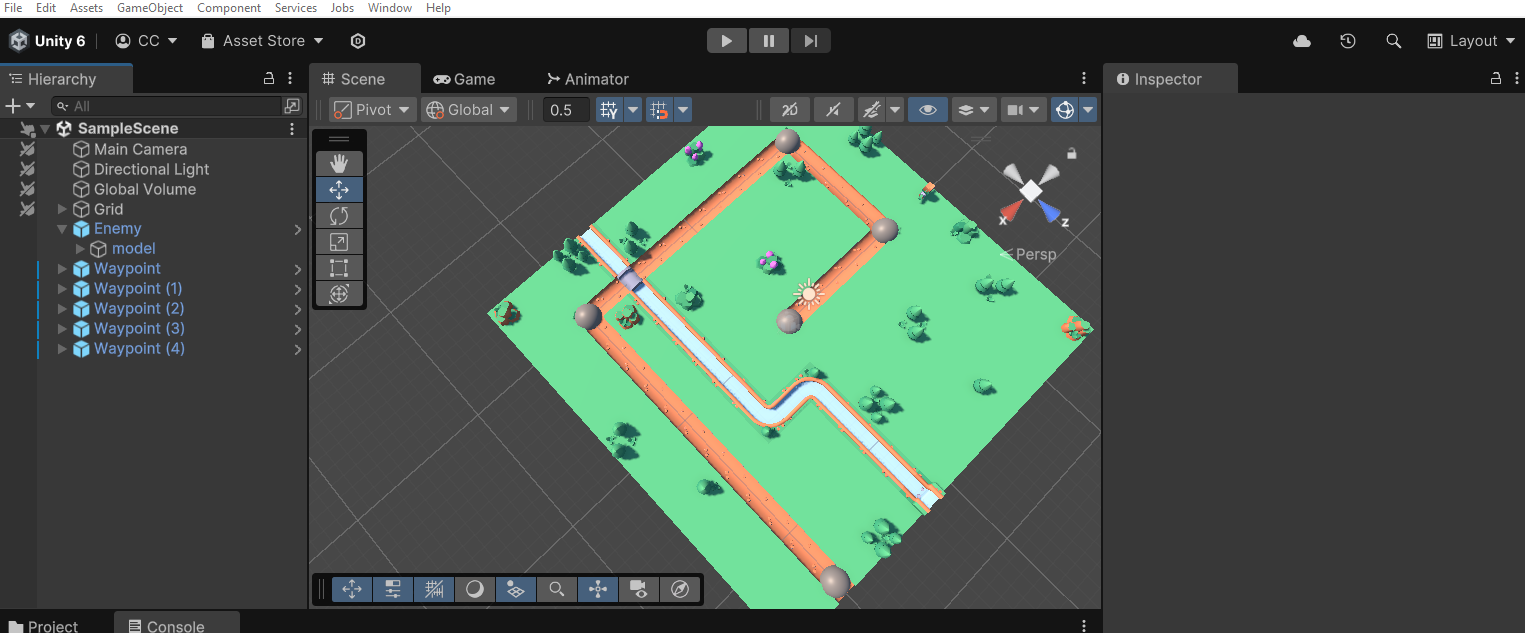 File Edit Assets GameObject Component Services Jobs Window Help
Unity 6 CC Asset Store Layout
Hierarchy Scene Game Animator Inspector
All Pivot Global 0.5 2D
SampleScene
Main Camera
Directional Light
Global Volume
Grid
Enemy
model
Waypoint
Waypoint (1)
Waypoint (2)
Waypoint (3)
Waypoint (4)
x z
Persp
Project Console